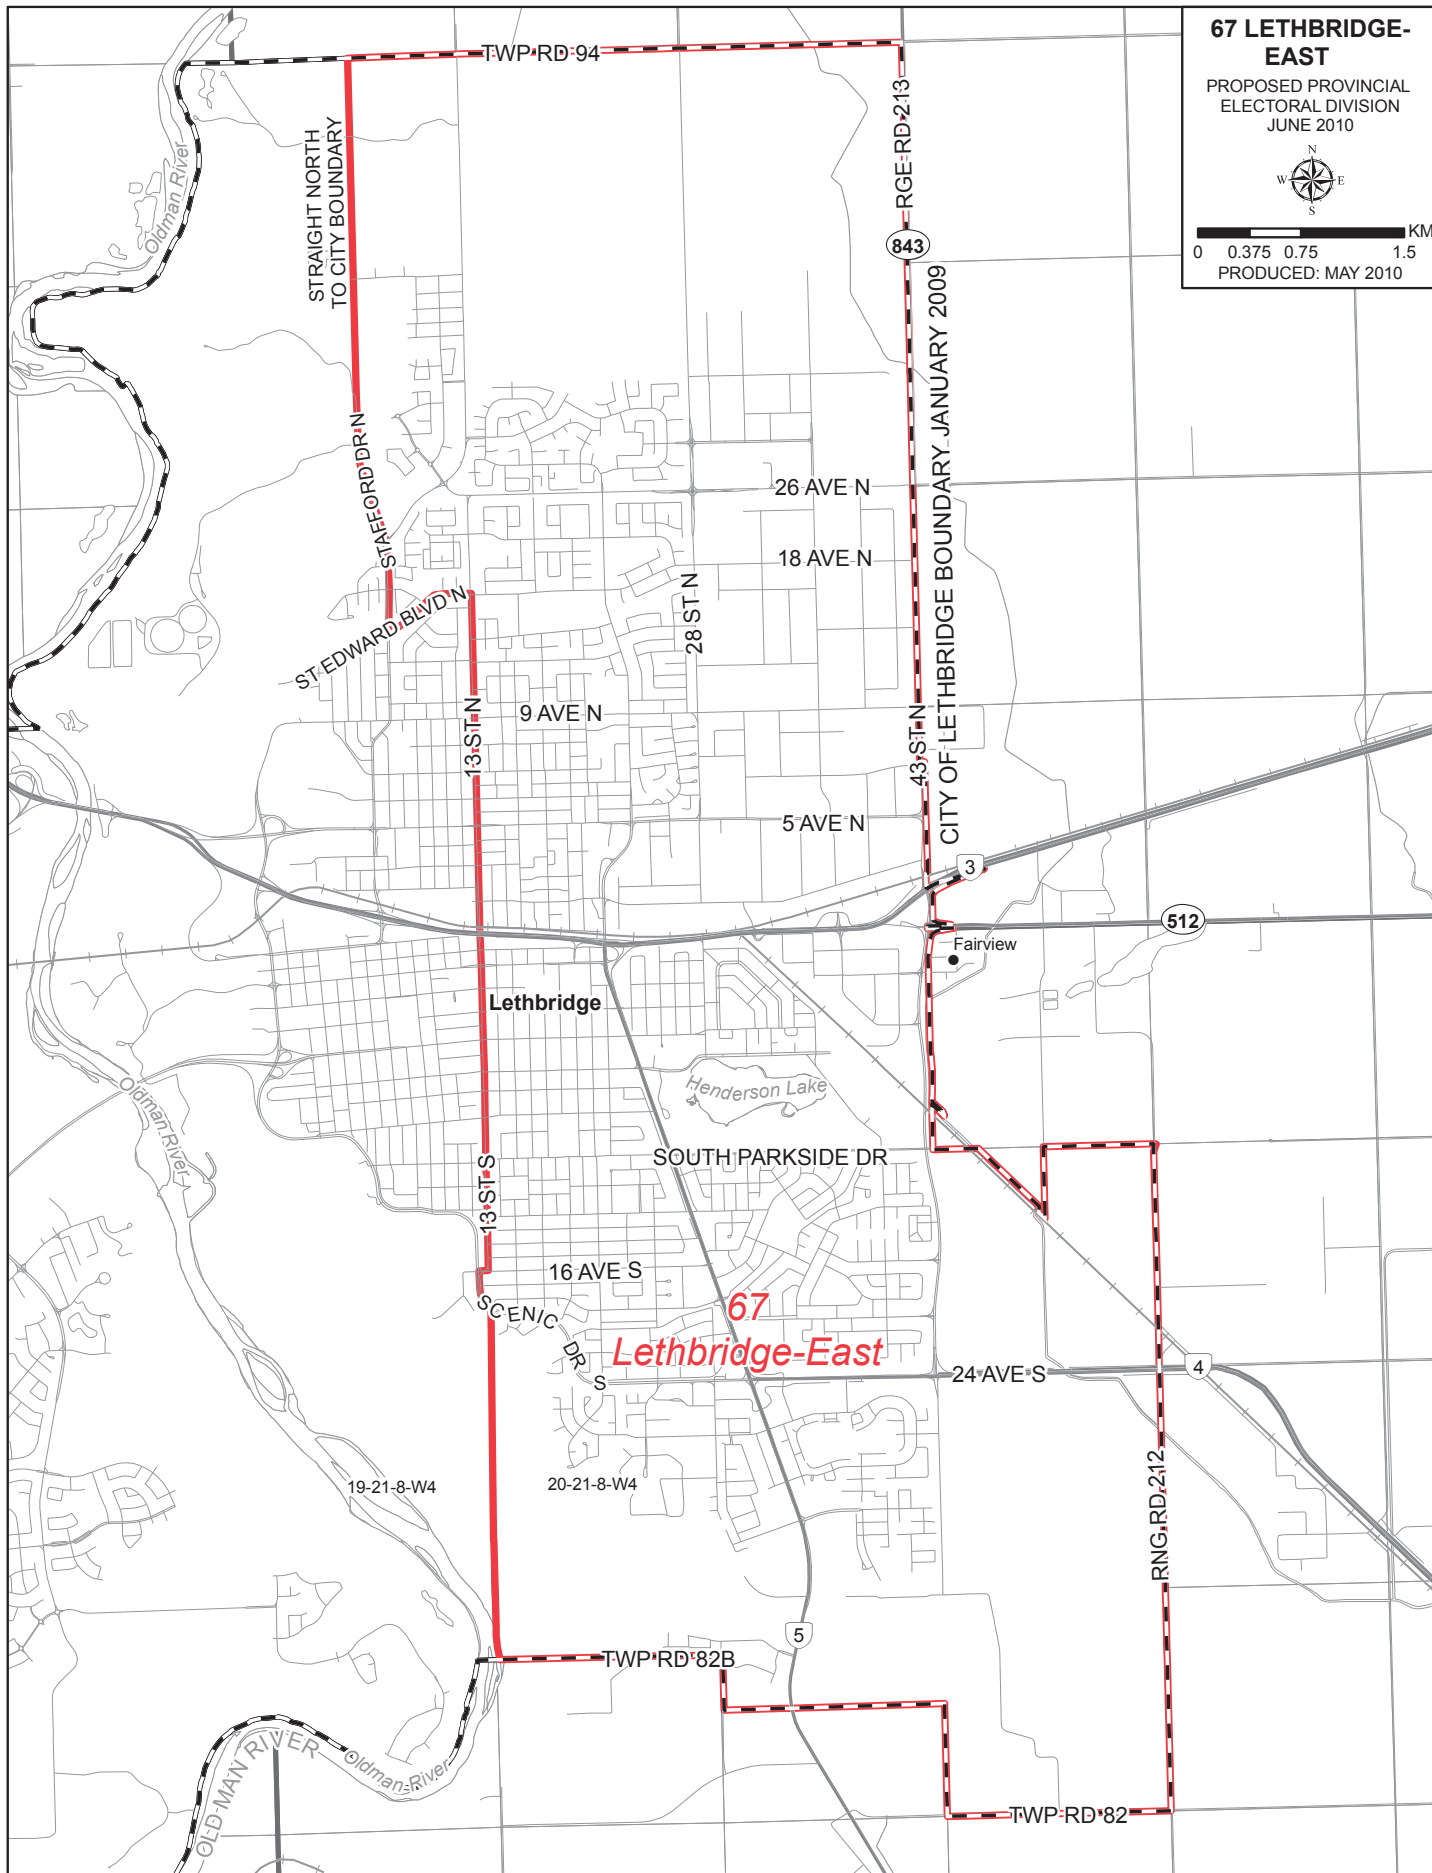 67 LETHBRIDGE-
EAST
PROPOSED PROVINCIAL
ELECTORAL DIVISION
JUNE 2010
N
W E
S
KM
0 0.375 0.75 1.5
PRODUCED: MAY 2010
TWP RD 94
RGE RD 213
STRAIGHT NORTH
TO CITY BOUNDARY
Oldman River
843
CITY OF LETHBRIDGE BOUNDARY JANUARY 2009
STAFFORD DR N
26 AVE N
18 AVE N
28 ST N
ST EDWARD BLVD N
9 AVE N
13 ST N
43 ST N
5 AVE N
3
512
Fairview
Lethbridge
Henderson Lake
Oldman River
SOUTH PARKSIDE DR
13 ST S
16 AVE S
SCENIC DR S
67
Lethbridge-East
24 AVE S
4
19-21-8-W4
20-21-8-W4
RNG RD 212
5
TWP RD 82B
OLD MAN RIVER
Oldman River
TWP RD 82